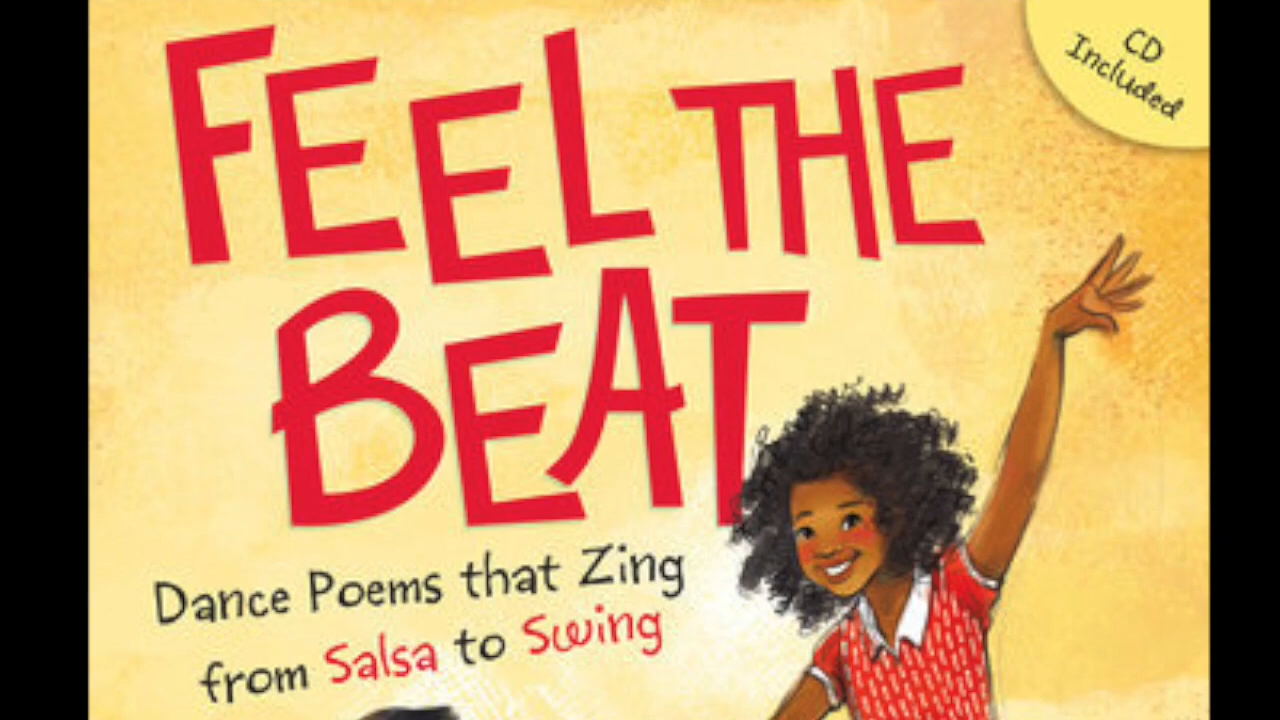 CD
Included
FEEL THE
BEAT
Dance Poems that Zing
from Salsa to Swing